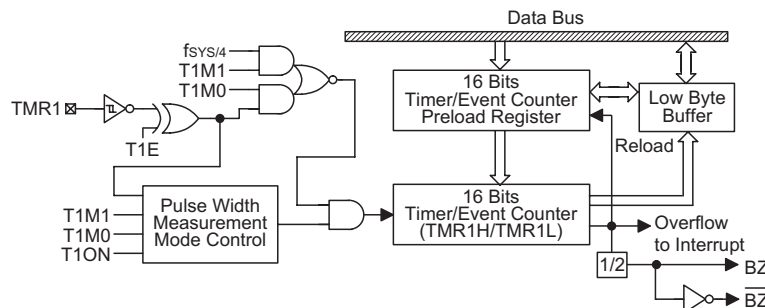 Data Bus
fSYS/4
T1M1
T1M0
TMR1
T1E
16 Bits
Timer/Event Counter
Preload Register
Low Byte
Buffer
Reload
T1M1
T1M0
T1ON
Pulse Width
Measurement
Mode Control
16 Bits
Timer/Event Counter
(TMR1H/TMR1L)
Overflow
to Interrupt
1/2
BZ
BZ